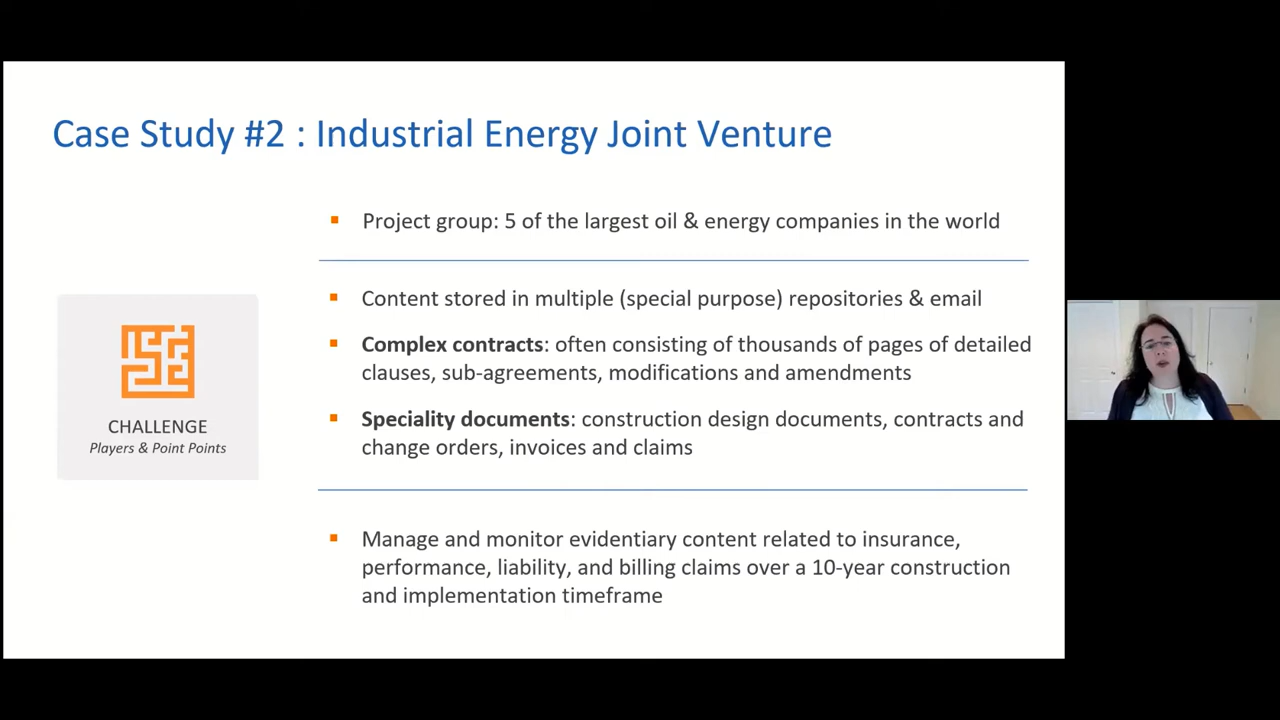 Case Study #2 : Industrial Energy Joint Venture
Project group: 5 of the largest oil & energy companies in the world
Content stored in multiple (special purpose) repositories & email
Complex contracts: often consisting of thousands of pages of detailed
clauses, sub-agreements, modifications and amendments
Speciality documents: construction design documents, contracts and
change orders, invoices and claims
CHALLENGE
Players & Point Points
Manage and monitor evidentiary content related to insurance,
performance, liability, and billing claims over a 10-year construction
and implementation timeframe